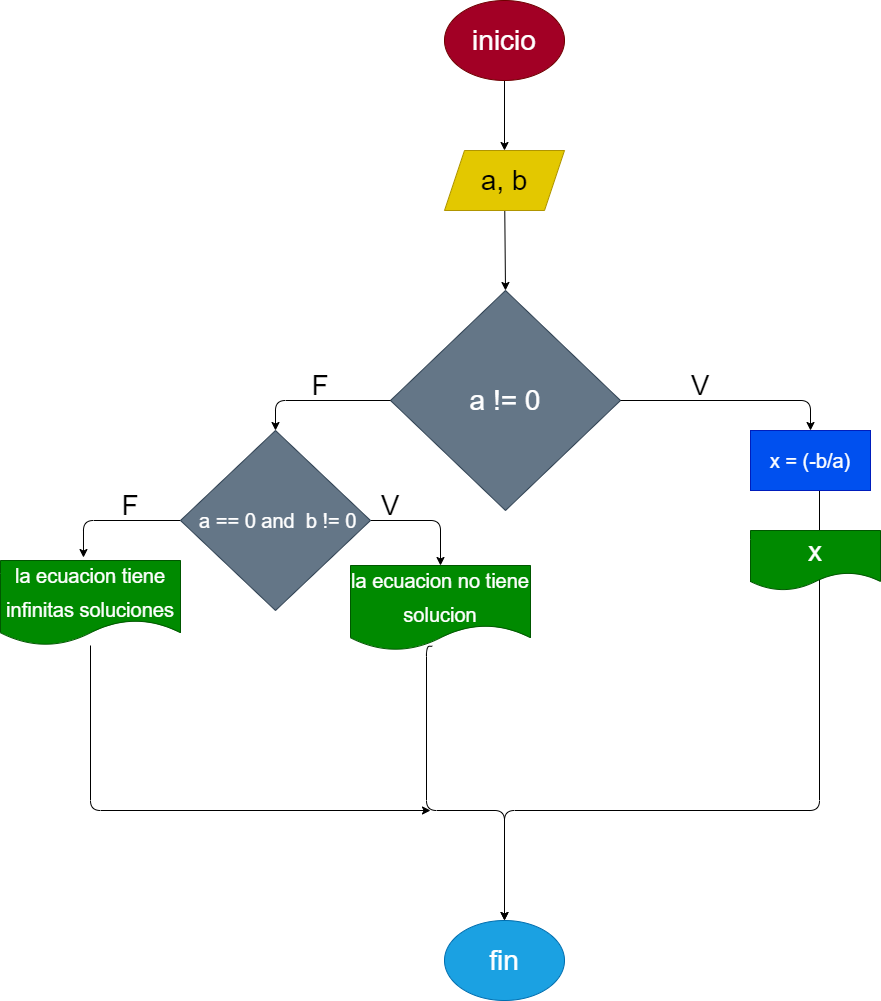 inicio
a, b
a != 0
F
V
x = (-b/a)
a == 0 and  b != 0
F
V
x
la ecuacion tiene
infinitas soluciones
la ecuacion no tiene
solucion
fin